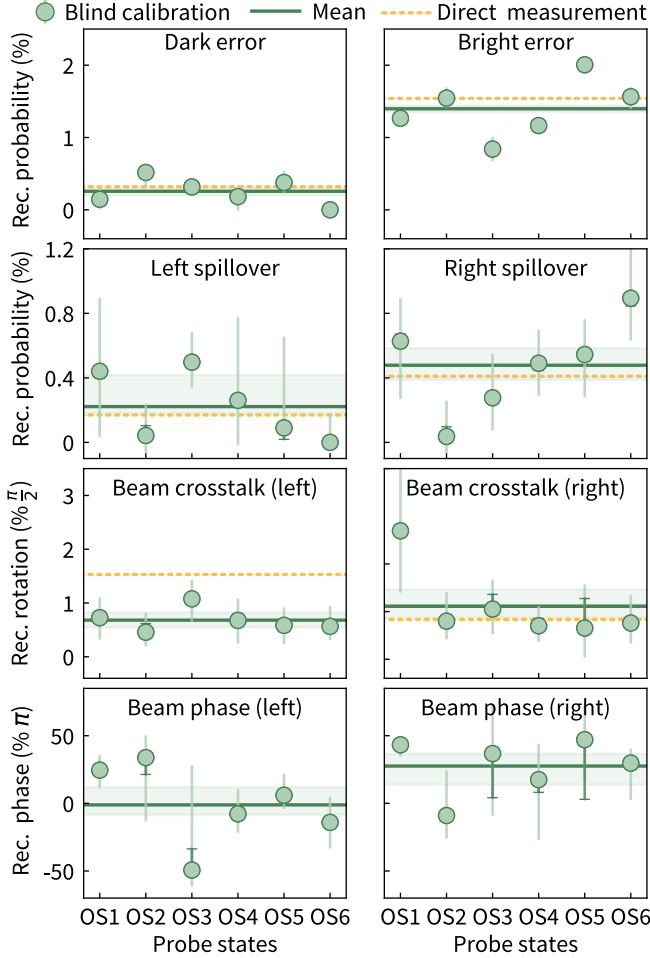 Blind calibration Mean Direct measurement
Dark error Bright error
Rec. probability (%)
2
1
0
Left spillover Right spillover
Rec. probability (%)
1.2
0.8
0.4
0
Beam crosstalk (left) Beam crosstalk (right)
Rec. rotation (% π/2)
3
2
1
0
Beam phase (left) Beam phase (right)
Rec. phase (% π)
50
0
-50
OS1 OS2 OS3 OS4 OS5 OS6 OS1 OS2 OS3 OS4 OS5 OS6
Probe states Probe states